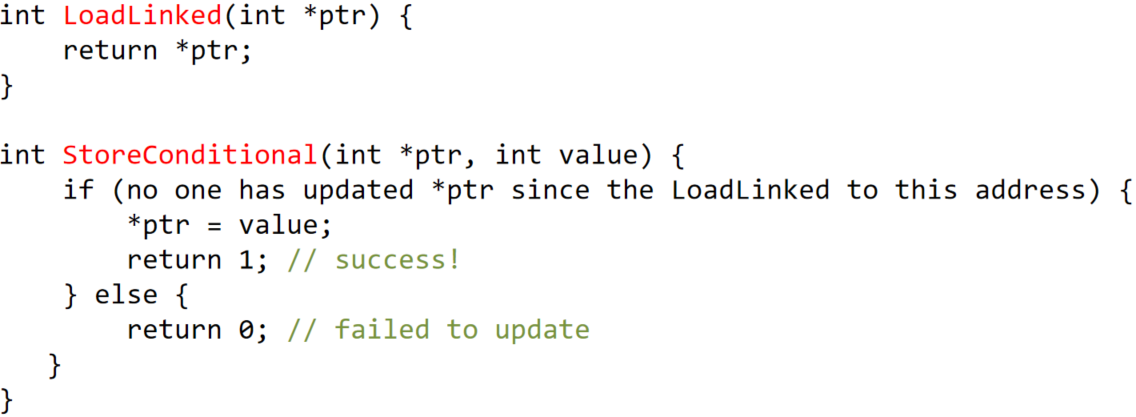 int LoadLinked(int *ptr) {
    return *ptr;
}

int StoreConditional(int *ptr, int value) {
    if (no one has updated *ptr since the LoadLinked to this address) {
        *ptr = value;
        return 1; // success!
    } else {
        return 0; // failed to update
   }
}